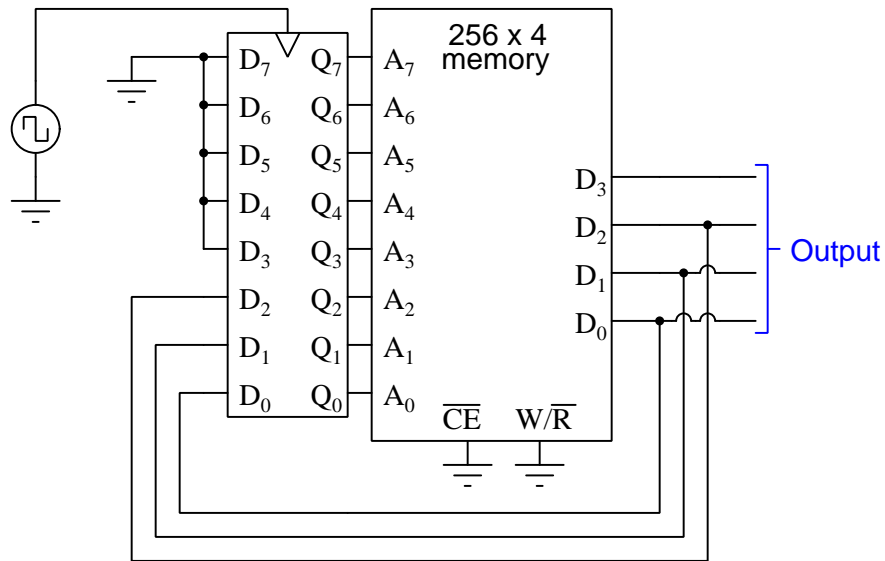 256 x 4
memory
D₇ Q₇ A₇
D₆ Q₆ A₆
D₅ Q₅ A₅
D₄ Q₄ A₄
D₃ Q₃ A₃
D₂ Q₂ A₂
D₁ Q₁ A₁
D₀ Q₀ A₀
D₃
D₂
D₁
D₀
Output
C̅E̅ W/R̅